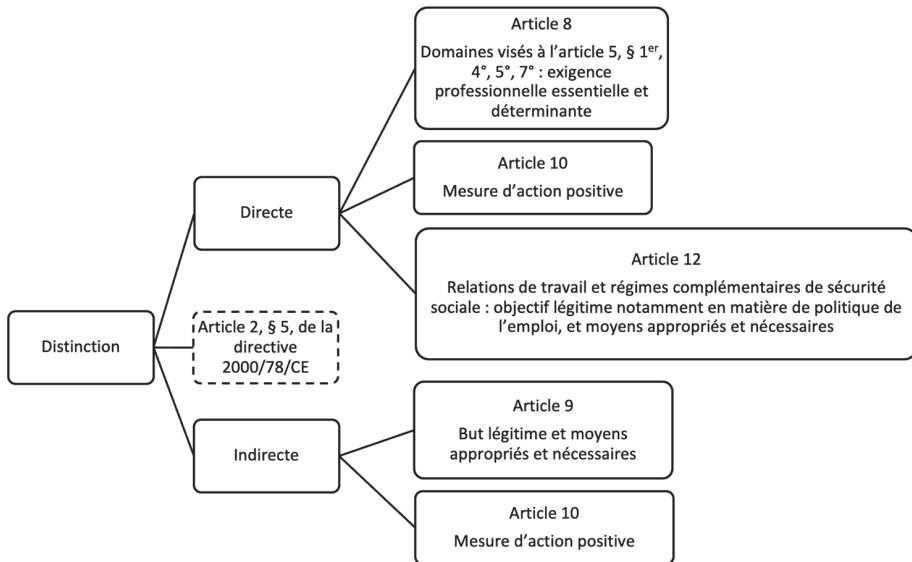 Article 8
Domaines visés à l’article 5, § 1er,
4°, 5°, 7° : exigence
professionnelle essentielle et
déterminante
Article 10
Mesure d’action positive
Directe
Article 12
Relations de travail et régimes complémentaires de sécurité
sociale : objectif légitime notamment en matière de politique de
l’emploi, et moyens appropriés et nécessaires
Distinction
Article 2, § 5, de la
directive
2000/78/CE
Article 9
But légitime et moyens
appropriés et nécessaires
Indirecte
Article 10
Mesure d’action positive